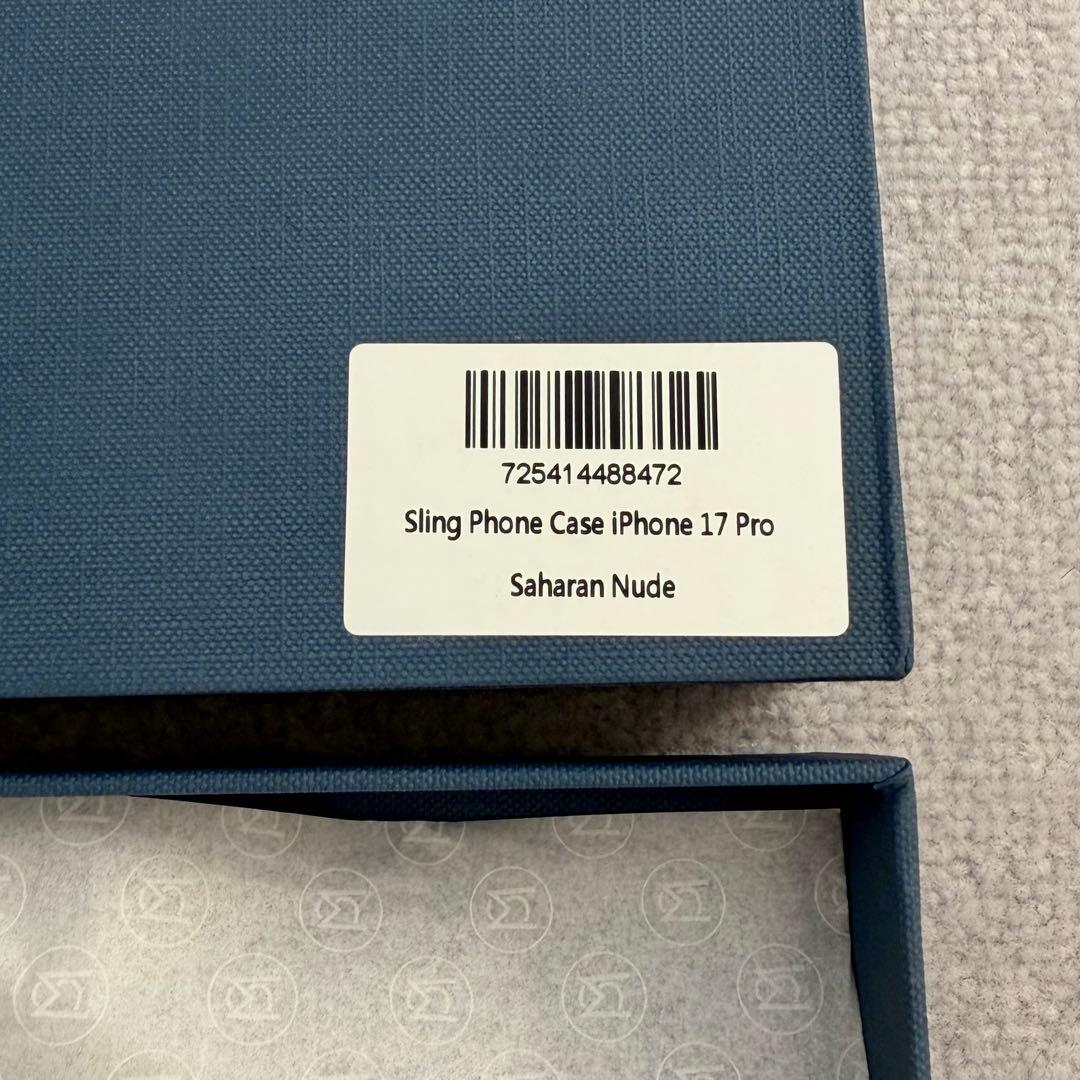 725414488472
Sling Phone Case iPhone 17 Pro
Saharan Nude